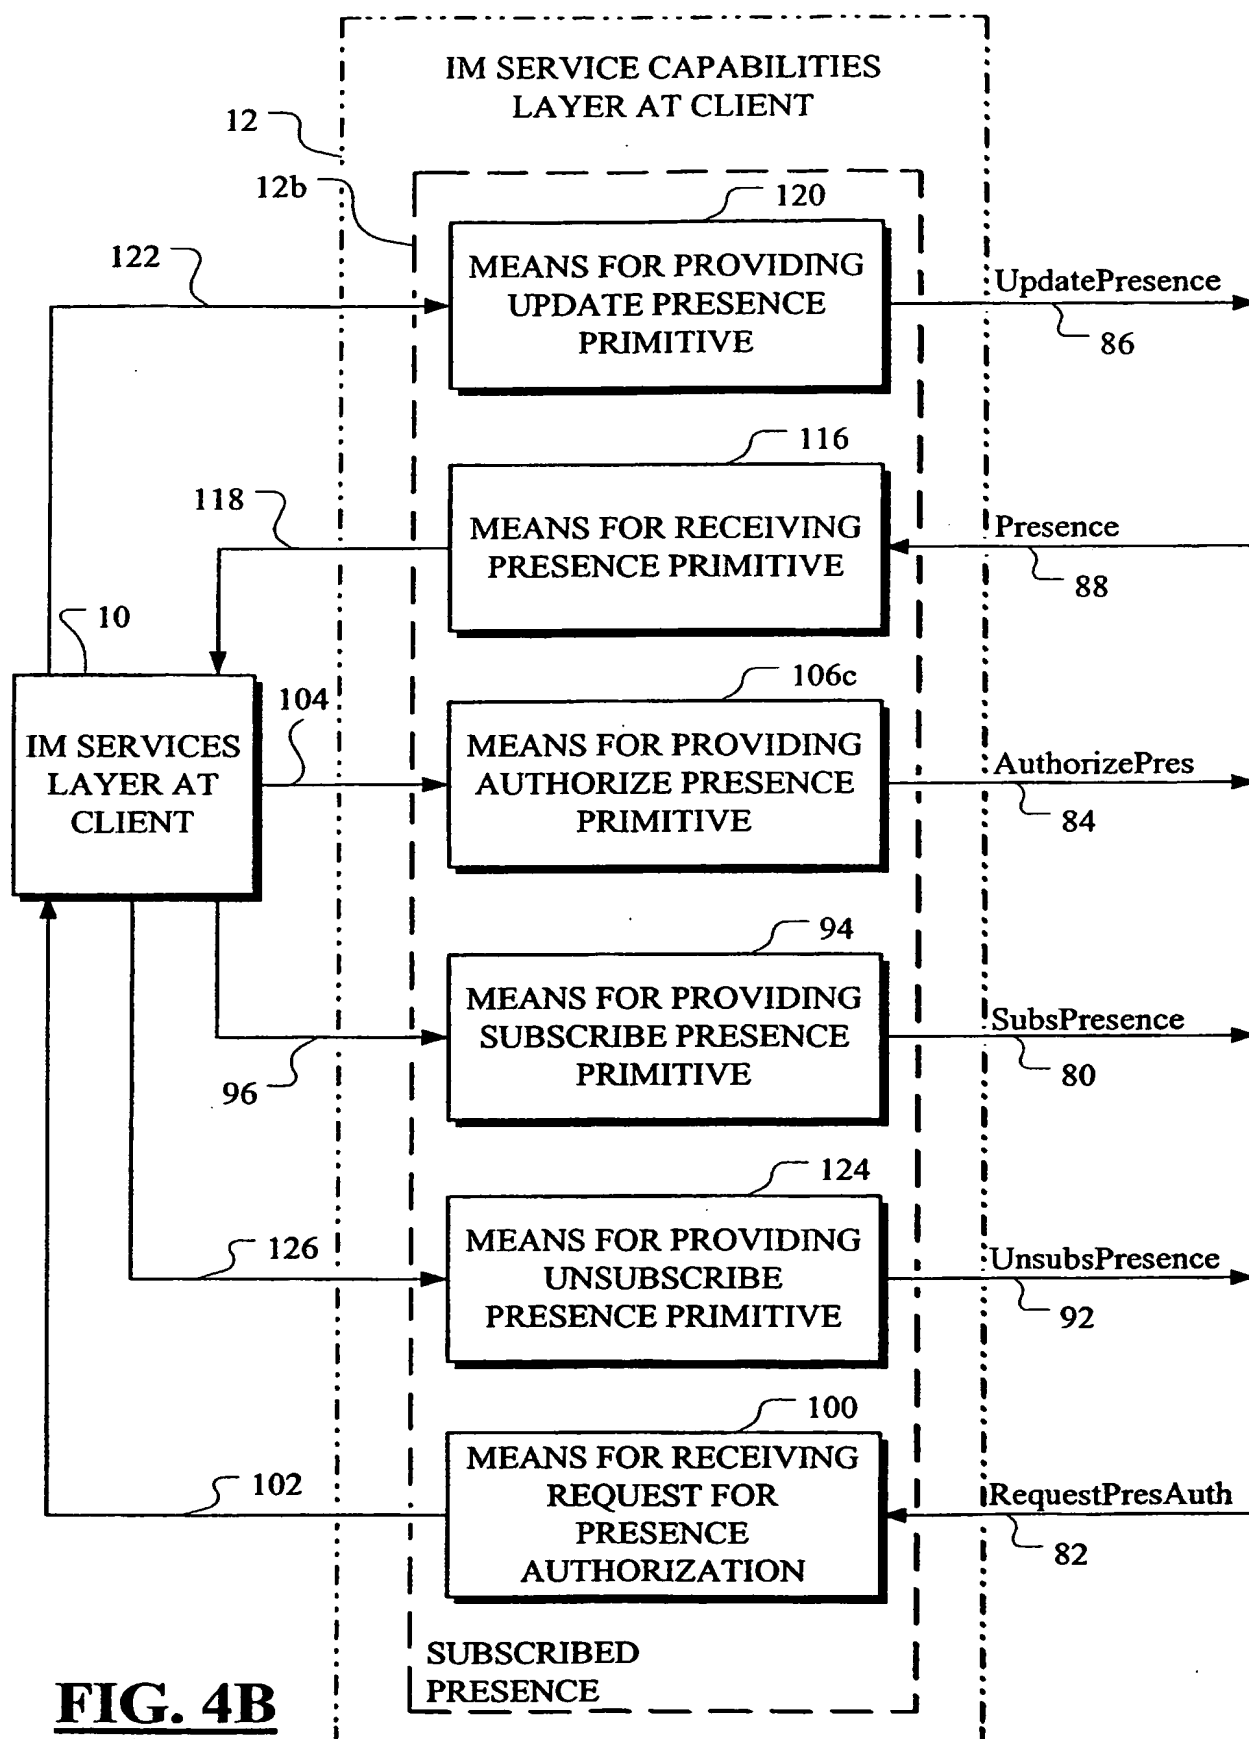 IM SERVICE CAPABILITIES
LAYER AT CLIENT
12
12b
120
122
MEANS FOR PROVIDING
UPDATE PRESENCE
PRIMITIVE
UpdatePresence
86
116
118
MEANS FOR RECEIVING
PRESENCE PRIMITIVE
Presence
88
10
IM SERVICES
LAYER AT
CLIENT
104
106c
MEANS FOR PROVIDING
AUTHORIZE PRESENCE
PRIMITIVE
AuthorizePres
84
94
MEANS FOR PROVIDING
SUBSCRIBE PRESENCE
PRIMITIVE
SubsPresence
80
96
124
126
MEANS FOR PROVIDING
UNSUBSCRIBE
PRESENCE PRIMITIVE
UnsubsPresence
92
100
102
MEANS FOR RECEIVING
REQUEST FOR
PRESENCE
AUTHORIZATION
RequestPresAuth
82
SUBSCRIBED
PRESENCE
FIG. 4B